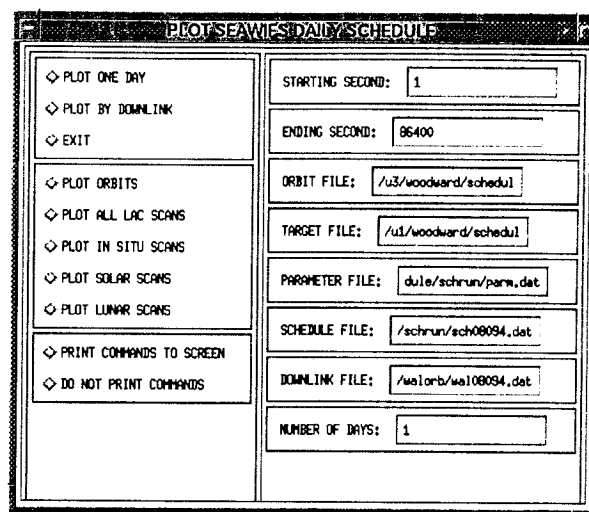 PLOT SEAWIFS DAILY SCHEDULE
PLOT ONE DAY
PLOT BY DOWNLINK
EXIT
PLOT ORBITS
PLOT ALL LAC SCANS
PLOT IN SITU SCANS
PLOT SOLAR SCANS
PLOT LUNAR SCANS
PRINT COMMANDS TO SCREEN
DO NOT PRINT COMMANDS
STARTING SECOND: 1
ENDING SECOND: 86400
ORBIT FILE: /u3/woodward/schedul
TARGET FILE: /u1/woodward/schedul
PARAMETER FILE: dule/schrun/parm.dat
SCHEDULE FILE: /schrun/sch08094.dat
DOWNLINK FILE: /walorb/wal08094.dat
NUMBER OF DAYS: 1